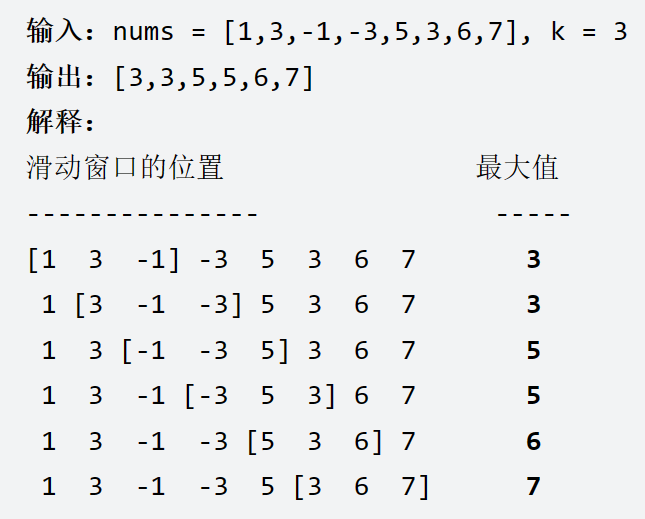 输入：nums = [1,3,-1,-3,5,3,6,7], k = 3
输出：[3,3,5,5,6,7]
解释：
滑动窗口的位置                最大值
---------------               -----
[1  3  -1] -3  5  3  6  7       3
 1 [3  -1  -3] 5  3  6  7       3
 1  3 [-1  -3  5] 3  6  7       5
 1  3  -1 [-3  5  3] 6  7       5
 1  3  -1  -3 [5  3  6] 7       6
 1  3  -1  -3  5 [3  6  7]      7